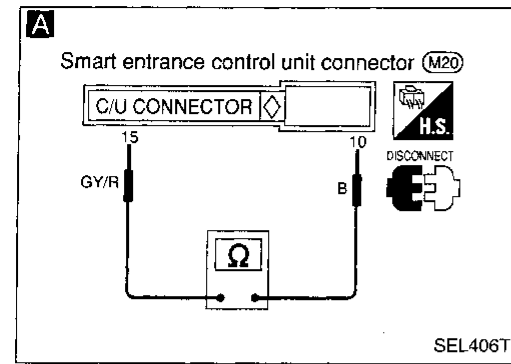 A
Smart entrance control unit connector (M20)
C/U CONNECTOR
H.S.
15
10
DISCONNECT
GY/R
B
Ω
SEL406T